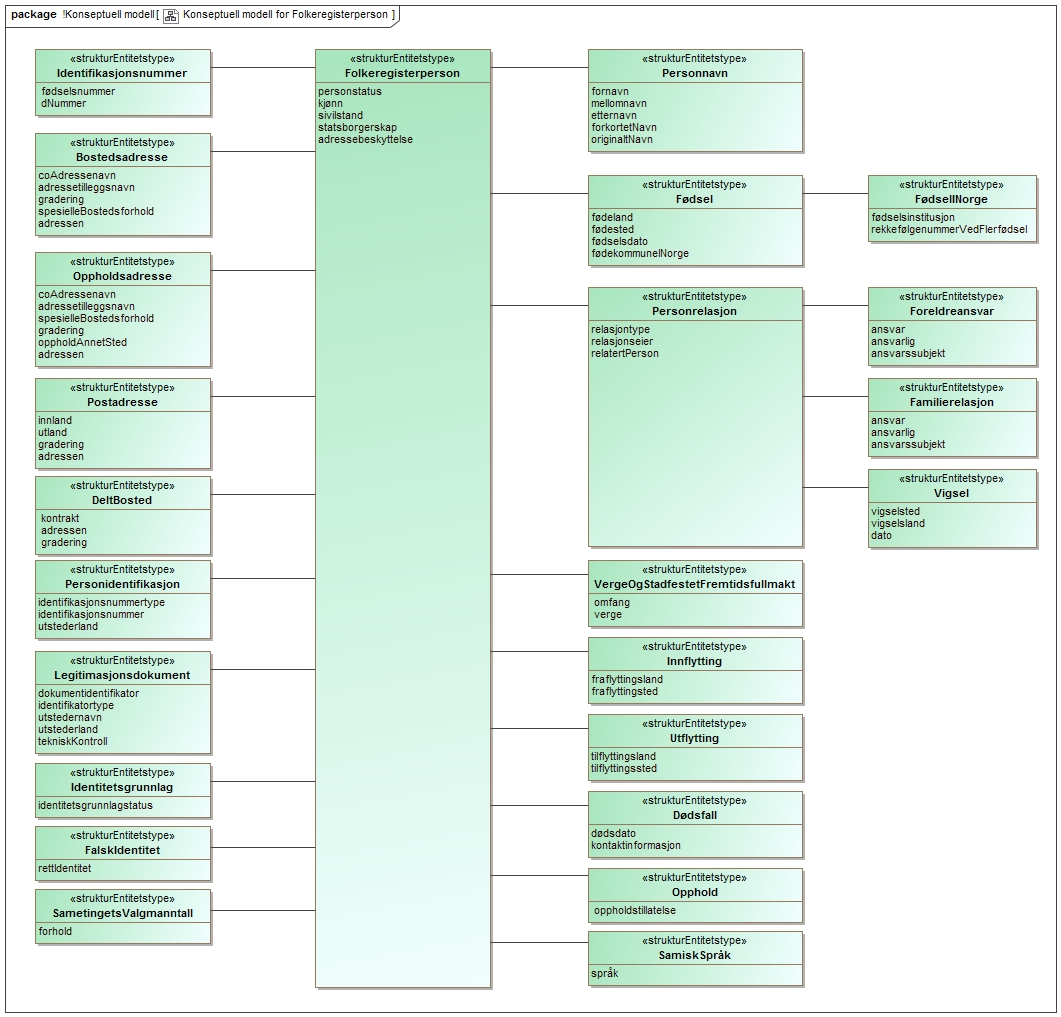 package !Konseptuell modell[ Konseptuell modell for Folkeregisterperson ]
«strukturEntitetstype»
Identifikasjonsnummer
fødselsnummer
dNummer
«strukturEntitetstype»
Bostedsadresse
coAdressenavn
adressetilleggsnavn
gradering
spesielleBostedsforhold
adressen
«strukturEntitetstype»
Oppholdsadresse
coAdressenavn
adressetilleggsnavn
spesielleBostedsforhold
gradering
oppholdAnnetSted
adressen
«strukturEntitetstype»
Postadresse
innland
utland
gradering
adressen
«strukturEntitetstype»
DeltBosted
kontrakt
adressen
gradering
«strukturEntitetstype»
Personidentifikasjon
identifikasjonsnummertype
identifikasjonsnummer
utstederland
«strukturEntitetstype»
Legitimasjonsdokument
dokumentidentifikator
identifikatortype
utstedernavn
utstederland
tekniskKontroll
«strukturEntitetstype»
Identitetsgrunnlag
identitetsgrunnlagstatus
«strukturEntitetstype»
FalskIdentitet
rettIdentitet
«strukturEntitetstype»
SametingetsValgmanntall
forhold
«strukturEntitetstype»
Folkeregisterperson
personstatus
kjønn
sivilstand
statsborgerskap
adressebeskyttelse
«strukturEntitetstype»
Personnavn
fornavn
mellomnavn
etternavn
forkortetNavn
originaltNavn
«strukturEntitetstype»
Fødsel
fødeland
fødested
fødselsdato
fødekommuneINorge
«strukturEntitetstype»
FødselINorge
fødselsinstitusjon
rekkefølgenummerVedFlerfødsel
«strukturEntitetstype»
Personrelasjon
relasjontype
relasjonseier
relatertPerson
«strukturEntitetstype»
Foreldreansvar
ansvar
ansvarlig
ansvarssubjekt
«strukturEntitetstype»
Familierelasjon
ansvar
ansvarlig
ansvarssubjekt
«strukturEntitetstype»
Vigsel
vigselsted
vigselsland
dato
«strukturEntitetstype»
VergeOgStadfestetFremtidsfullmakt
omfang
verge
«strukturEntitetstype»
Innflytting
fraflyttingsland
fraflyttingsted
«strukturEntitetstype»
Utflytting
tilflyttingsland
tilflyttingssted
«strukturEntitetstype»
Dødsfall
dødsdato
kontaktinformasjon
«strukturEntitetstype»
Opphold
oppholdstillatelse
«strukturEntitetstype»
SamiskSpråk
språk